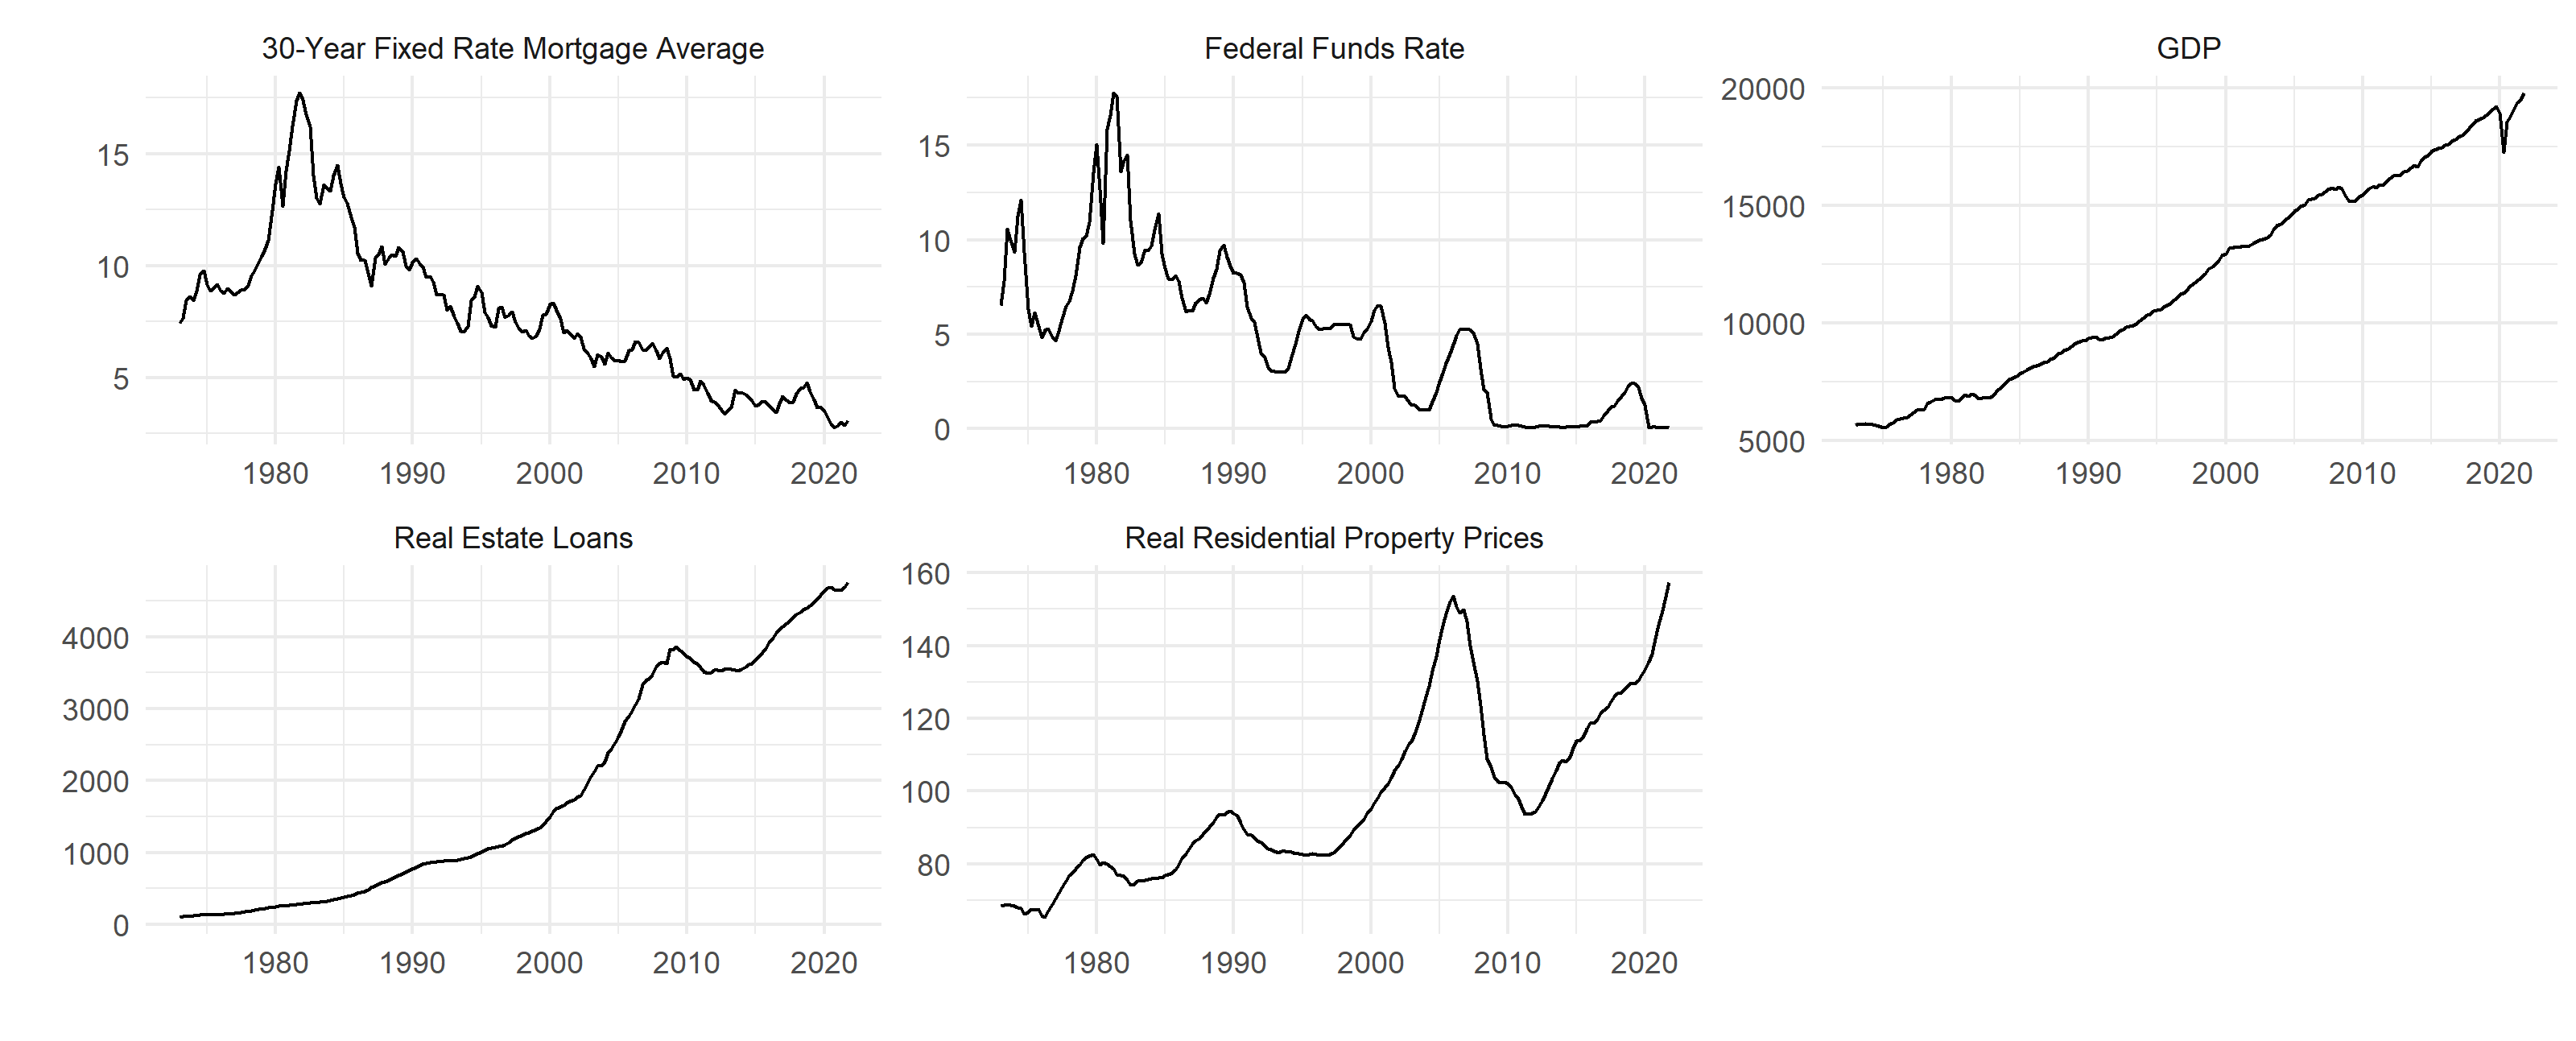 30-Year Fixed Rate Mortgage Average
15
10
5
1980 1990 2000 2010 2020
Federal Funds Rate
15
10
5
0
1980 1990 2000 2010 2020
GDP
20000
15000
10000
5000
1980 1990 2000 2010 2020
Real Estate Loans
4000
3000
2000
1000
0
1980 1990 2000 2010 2020
Real Residential Property Prices
160
140
120
100
80
1980 1990 2000 2010 2020